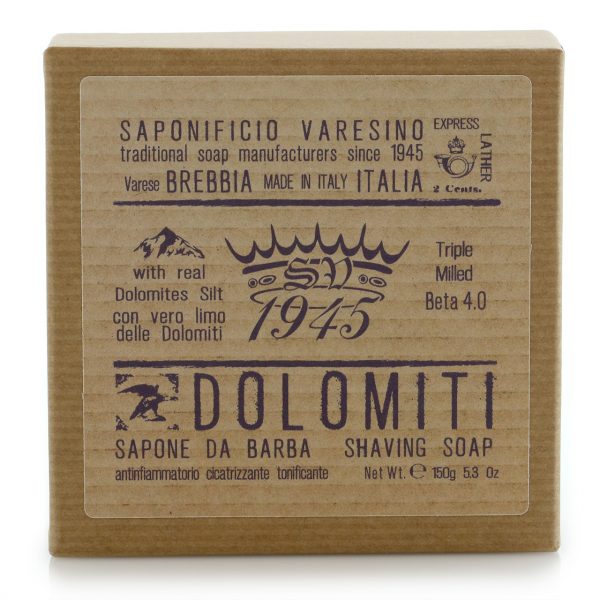 SAPONIFICIO VARESINO
traditional soap manufacturers since 1945
Varese BREBBIA MADE IN ITALY ITALIA
EXPRESS
LATHER
2 Cents.
with real
Dolomites Silt
con vero limo
delle Dolomiti
SV
1945
Triple
Milled
Beta 4.0
DOLOMITI
SAPONE DA BARBA SHAVING SOAP
antinfiammatorio cicatrizzante tonificante Net Wt. ℮ 150g 5.3 Oz